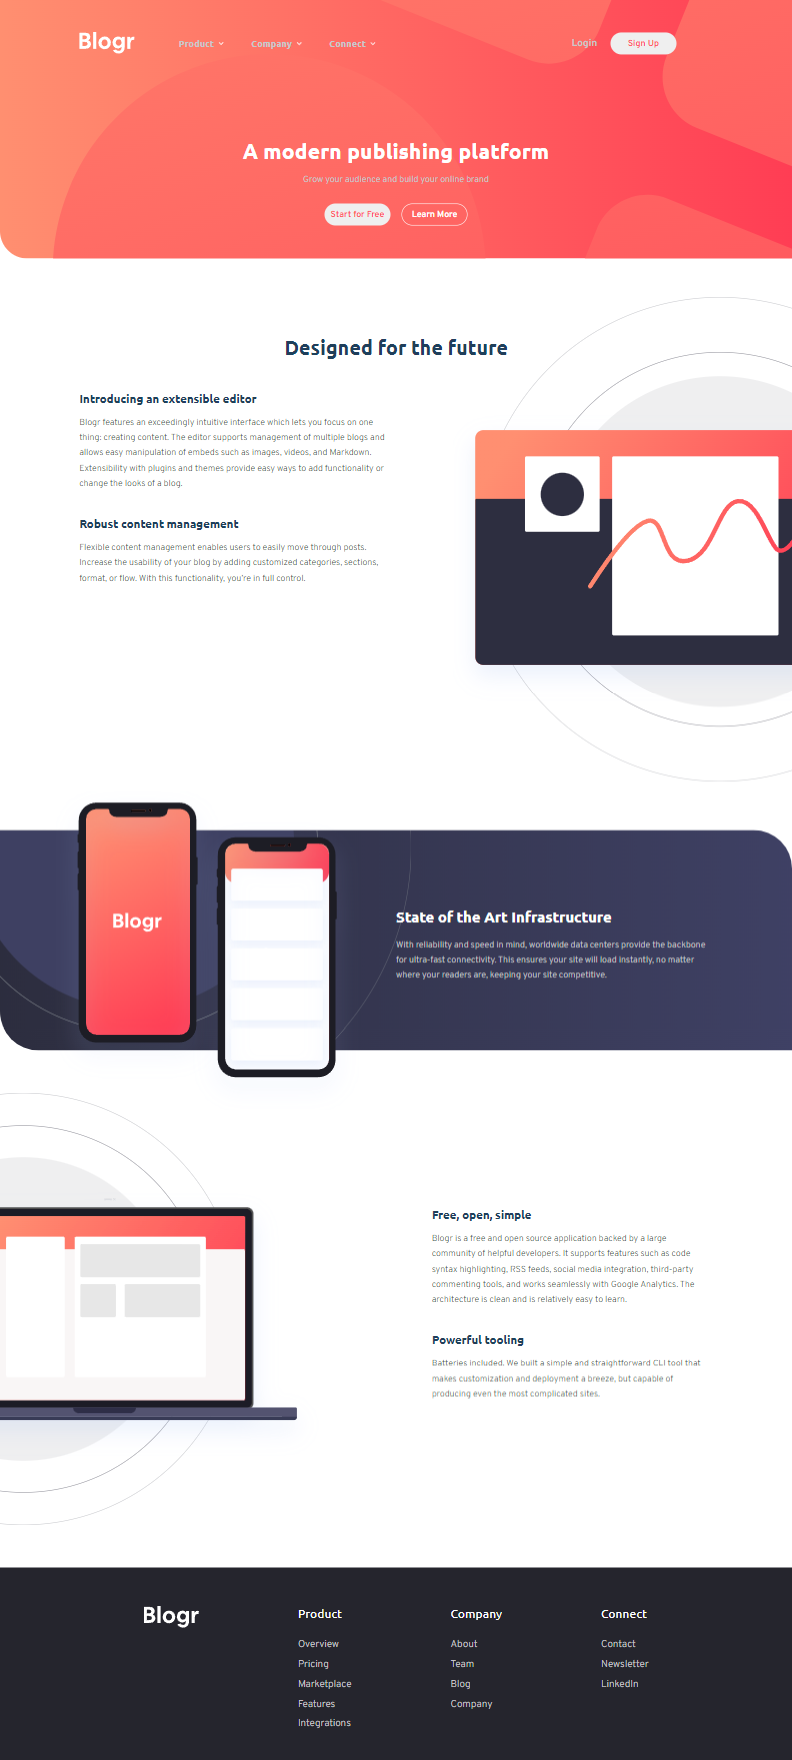 Blogr
Product
Company
Connect
Login
Sign Up
A modern publishing platform
Grow your audience and build your online brand
Start for Free
Learn More
Designed for the future
Introducing an extensible editor
Blogr features an exceedingly intuitive interface which lets you focus on one
thing: creating content. The editor supports management of multiple blogs and
allows easy manipulation of embeds such as images, videos, and Markdown.
Extensibility with plugins and themes provide easy ways to add functionality or
change the looks of a blog.
Robust content management
Flexible content management enables users to easily move through posts.
Increase the usability of your blog by adding customized categories, sections,
format, or flow. With this functionality, you're in full control.
Blogr
State of the Art Infrastructure
With reliability and speed in mind, worldwide data centers provide the backbone
for ultra-fast connectivity. This ensures your site will load instantly, no matter
where your readers are, keeping your site competitive.
Free, open, simple
Blogr is a free and open source application backed by a large
community of helpful developers. It supports features such as code
syntax highlighting, RSS feeds, social media integration, third-party
commenting tools, and works seamlessly with Google Analytics. The
architecture is clean and is relatively easy to learn.
Powerful tooling
Batteries included. We built a simple and straightforward CLI tool that
makes customization and deployment a breeze, but capable of
producing even the most complicated sites.
Blogr
Product
Overview
Pricing
Marketplace
Features
Integrations
Company
About
Team
Blog
Company
Connect
Contact
Newsletter
LinkedIn